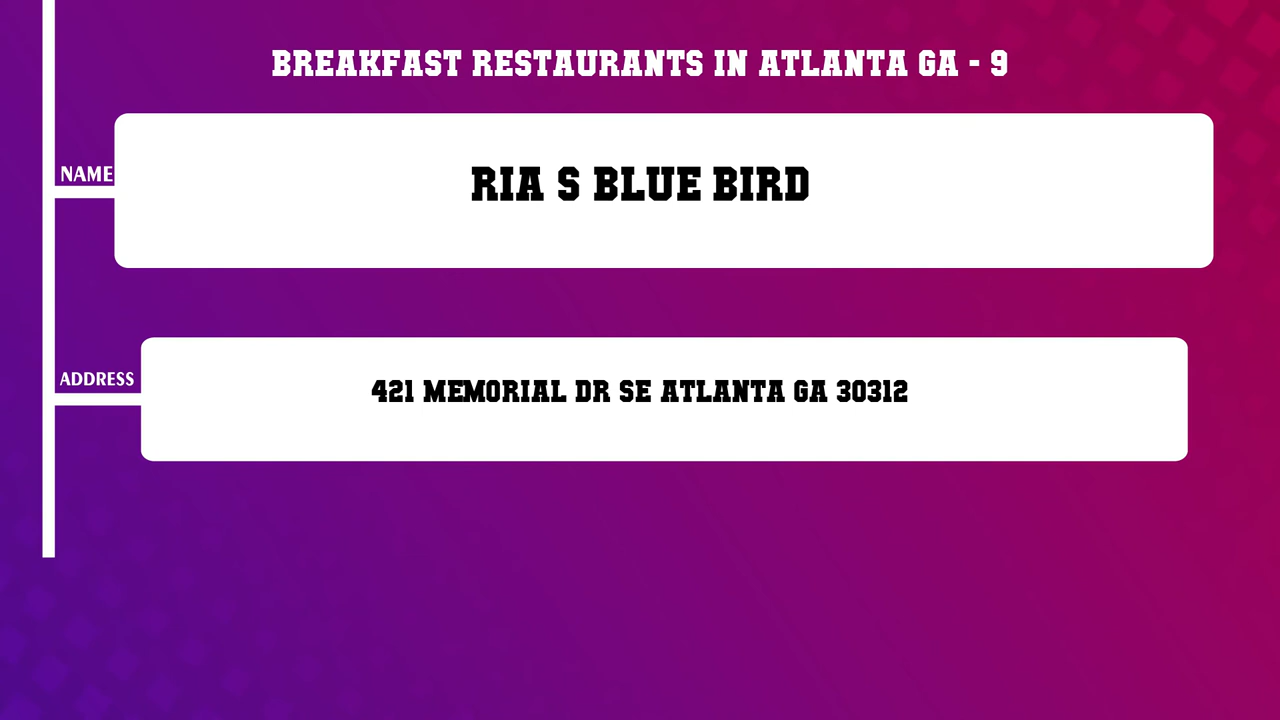 BREAKFAST RESTAURANTS IN ATLANTA GA - 9
NAME
RIA S BLUE BIRD
ADDRESS
421 MEMORIAL DR SE ATLANTA GA 30312